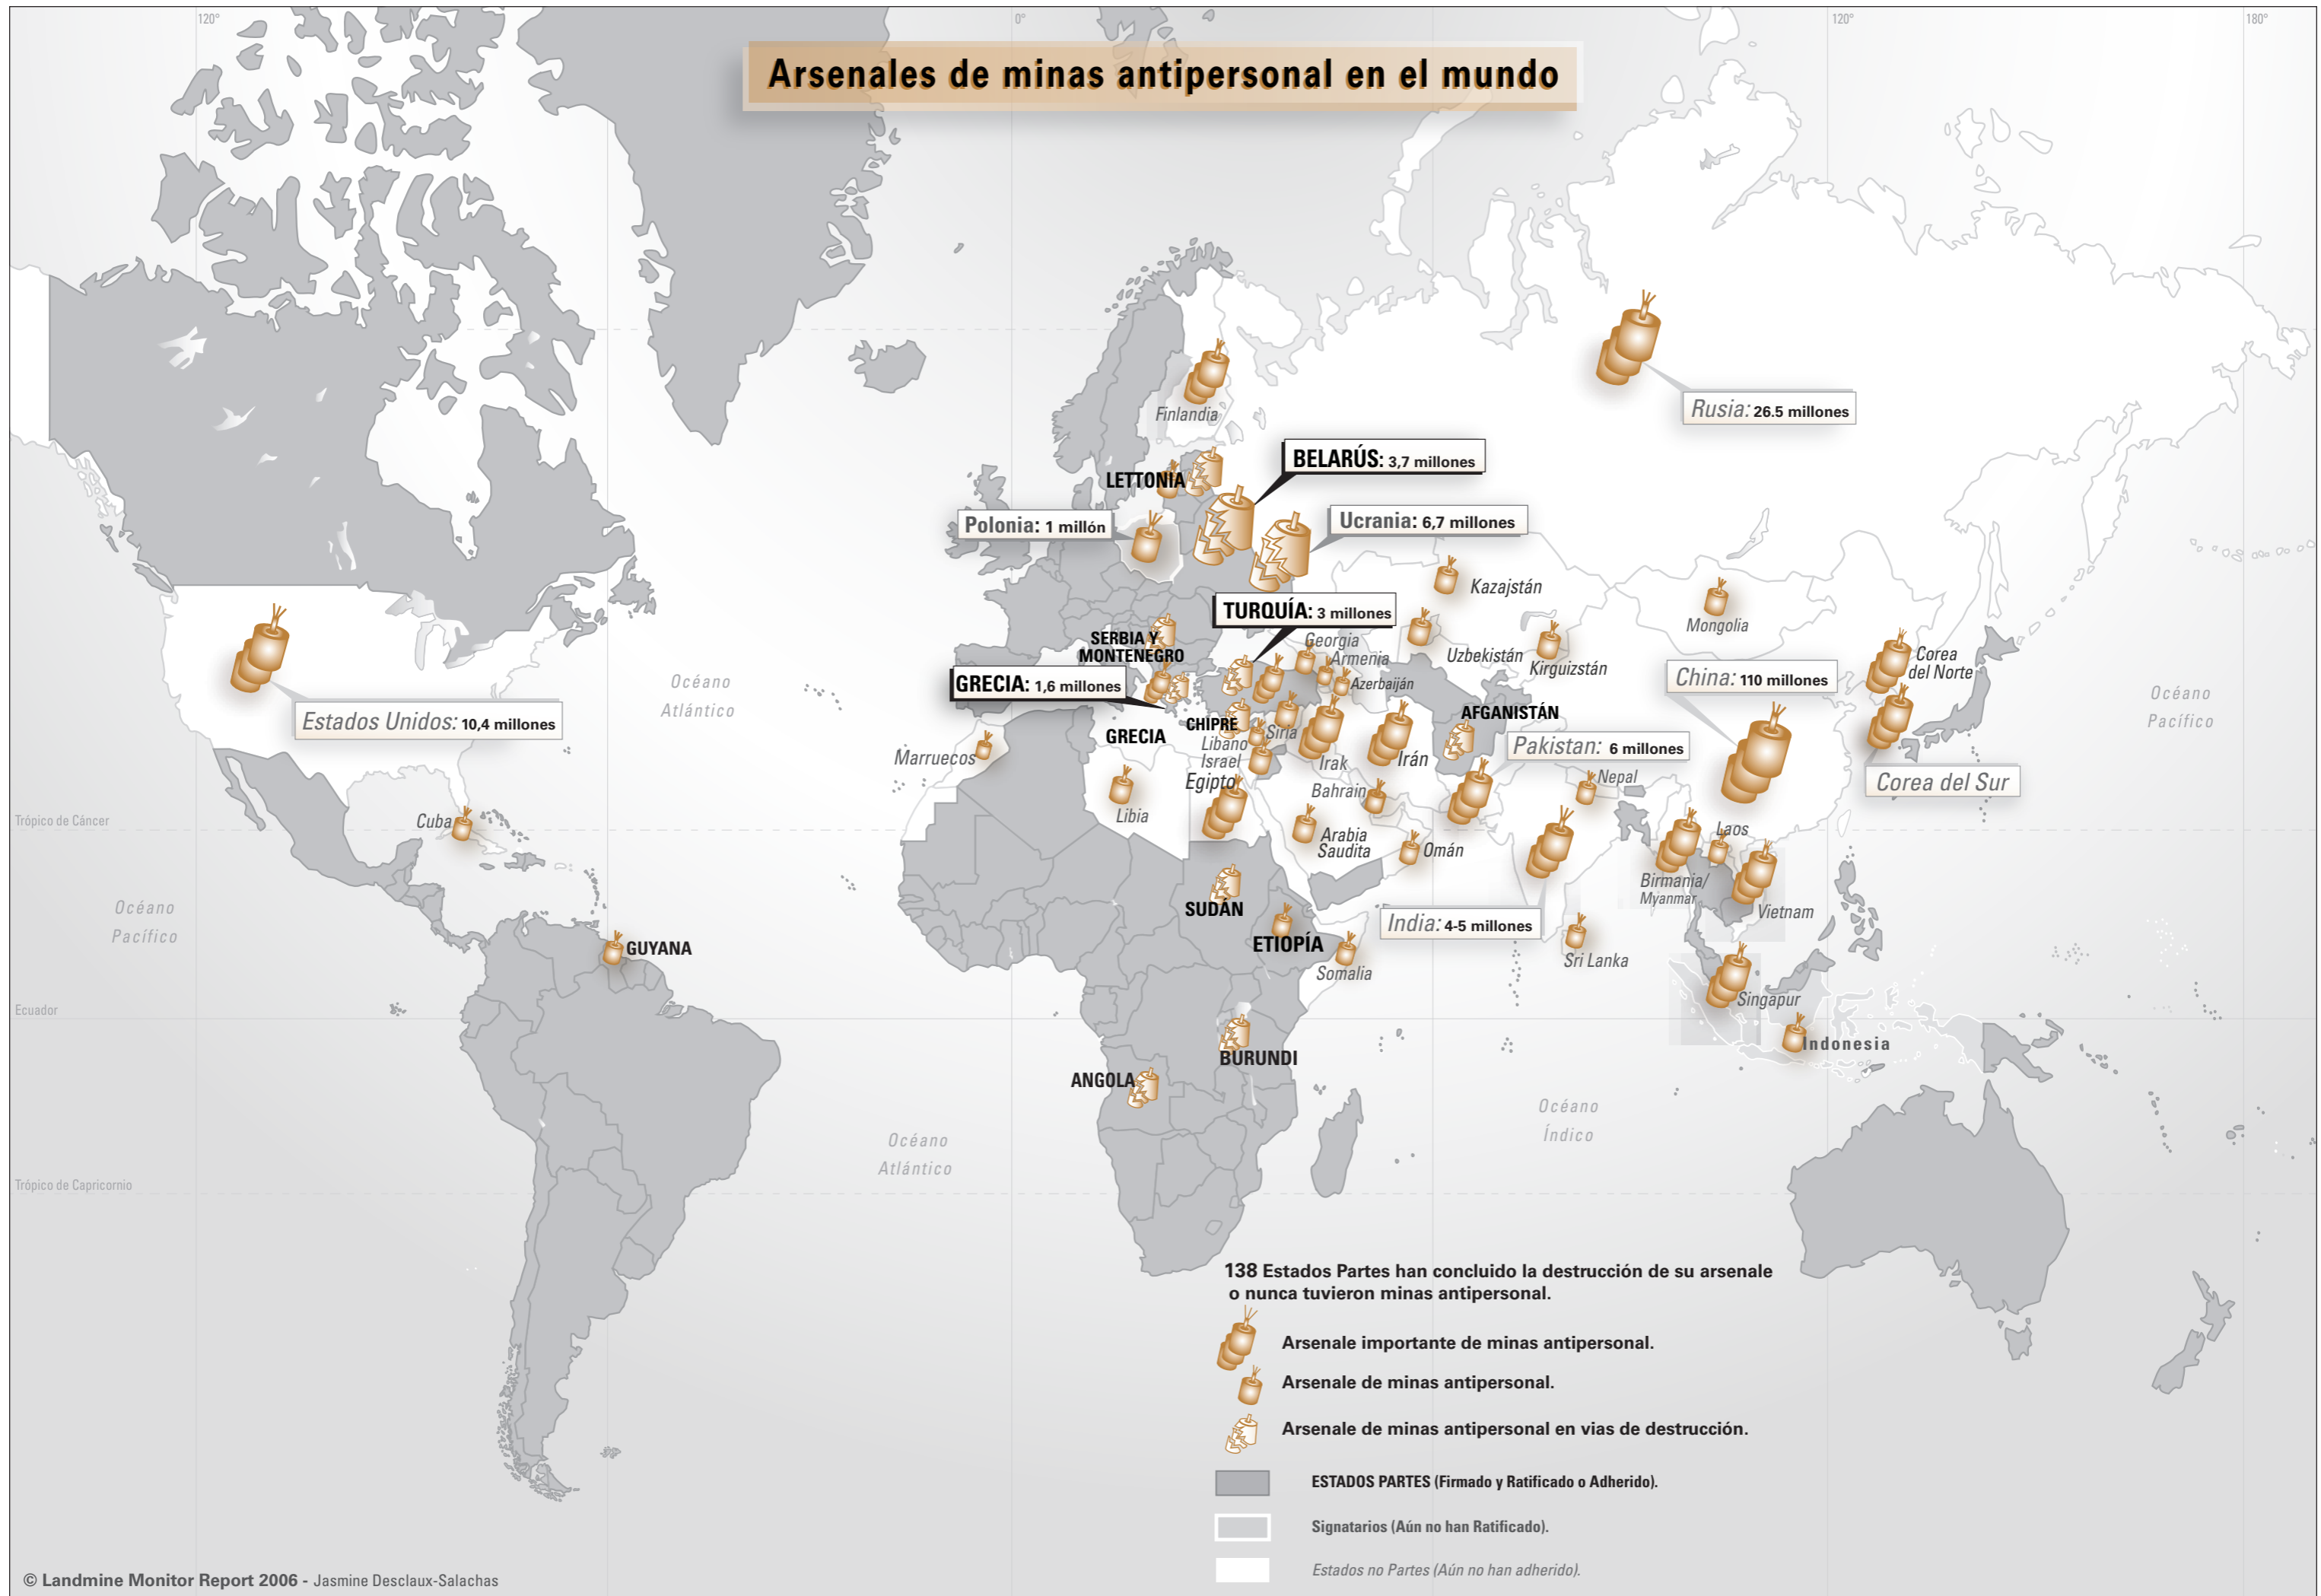 120°
0°
120°
180°
Arsenales de minas antipersonal en el mundo
Rusia: 26.5 millones
Finlandia
BELARÚS: 3,7 millones
LETTONIA
Polonia: 1 millón
Ucrania: 6,7 millones
Kazajstán
TURQUÍA: 3 millones
Mongolia
SERBIA Y
MONTENEGRO
Georgia
Armenia
Uzbekistán
Kirguizstán
Corea
del Norte
Azerbaiján
GRECIA: 1,6 millones
China: 110 millones
Océano
Atlántico
Océano
Pacífico
Estados Unidos: 10,4 millones
AFGANISTÁN
CHIPRE
GRECIA
Siria
Líbano
Israel
Pakistan: 6 millones
Marruecos
Irak
Irán
Egipto
Nepal
Corea del Sur
Bahrain
Libia
Trópico de Cáncer
Cuba
Arabia
Saudita
Omán
Laos
Birmania/
Myanmar
Océano
Pacífico
SUDÁN
Vietnam
India: 4-5 millones
ETIOPÍA
GUYANA
Sri Lanka
Somalia
Singapur
Ecuador
Indonesia
BURUNDI
ANGOLA
Océano
Índico
Océano
Atlántico
Trópico de Capricornio
138 Estados Partes han concluido la destrucción de su arsenale
o nunca tuvieron minas antipersonal.
Arsenale importante de minas antipersonal.
Arsenale de minas antipersonal.
Arsenale de minas antipersonal en vias de destrucción.
ESTADOS PARTES (Firmado y Ratificado o Adherido).
Signatarios (Aún no han Ratificado).
Estados no Partes (Aún no han adherido).
© Landmine Monitor Report 2006 - Jasmine Desclaux-Salachas